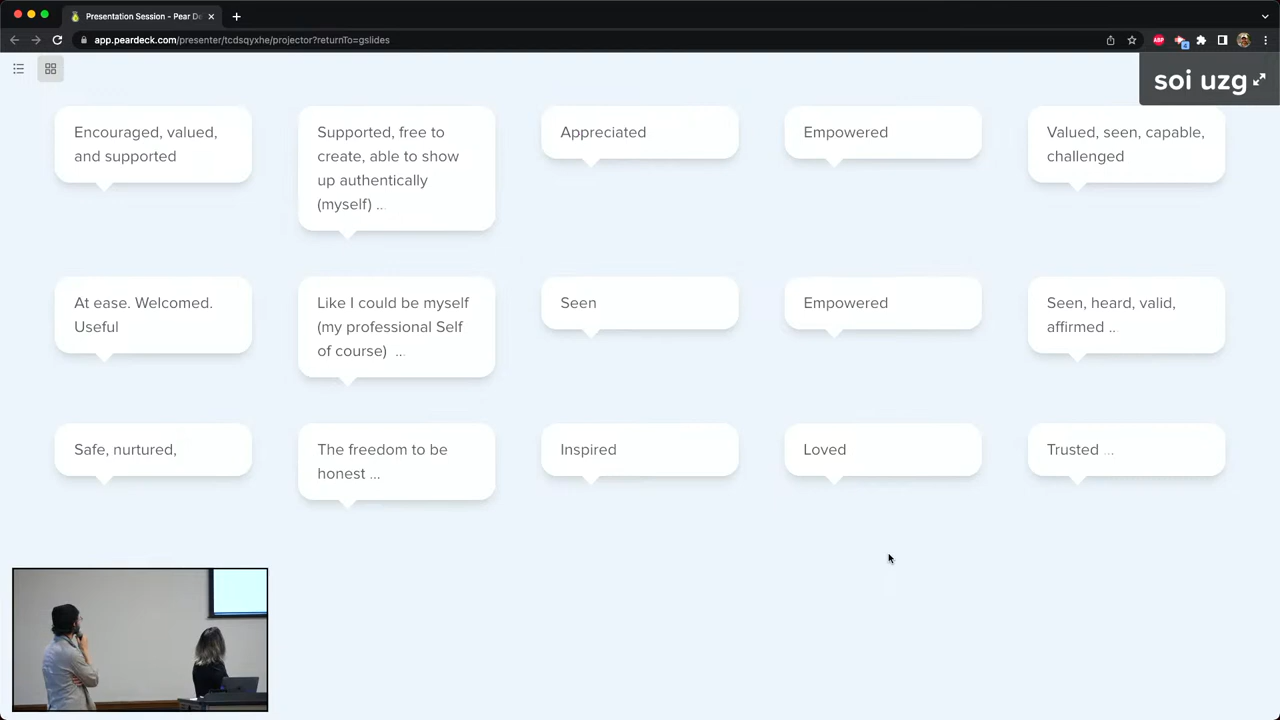 Presentation Session - Pear De
app.peardeck.com/presenter/tcdsqyxhe/projector?returnTo=gslides
soi uzg
Encouraged, valued,
and supported
Supported, free to
create, able to show
up authentically
(myself) ...
Appreciated
Empowered
Valued, seen, capable,
challenged
At ease. Welcomed.
Useful
Like I could be myself
(my professional Self
of course) ...
Seen
Empowered
Seen, heard, valid,
affirmed ...
Safe, nurtured,
The freedom to be
honest ...
Inspired
Loved
Trusted ...